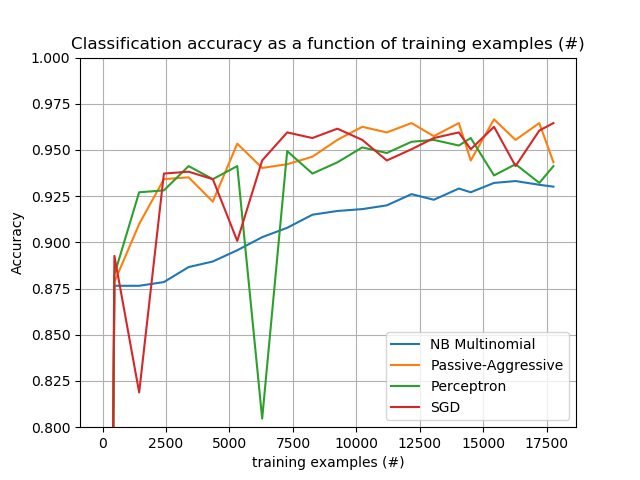 Classification accuracy as a function of training examples (#)
1.000
0.975
0.950
0.925
0.900
0.875
0.850
0.825
0.800
Accuracy
NB Multinomial
Passive-Aggressive
Perceptron
SGD
0 2500 5000 7500 10000 12500 15000 17500
training examples (#)